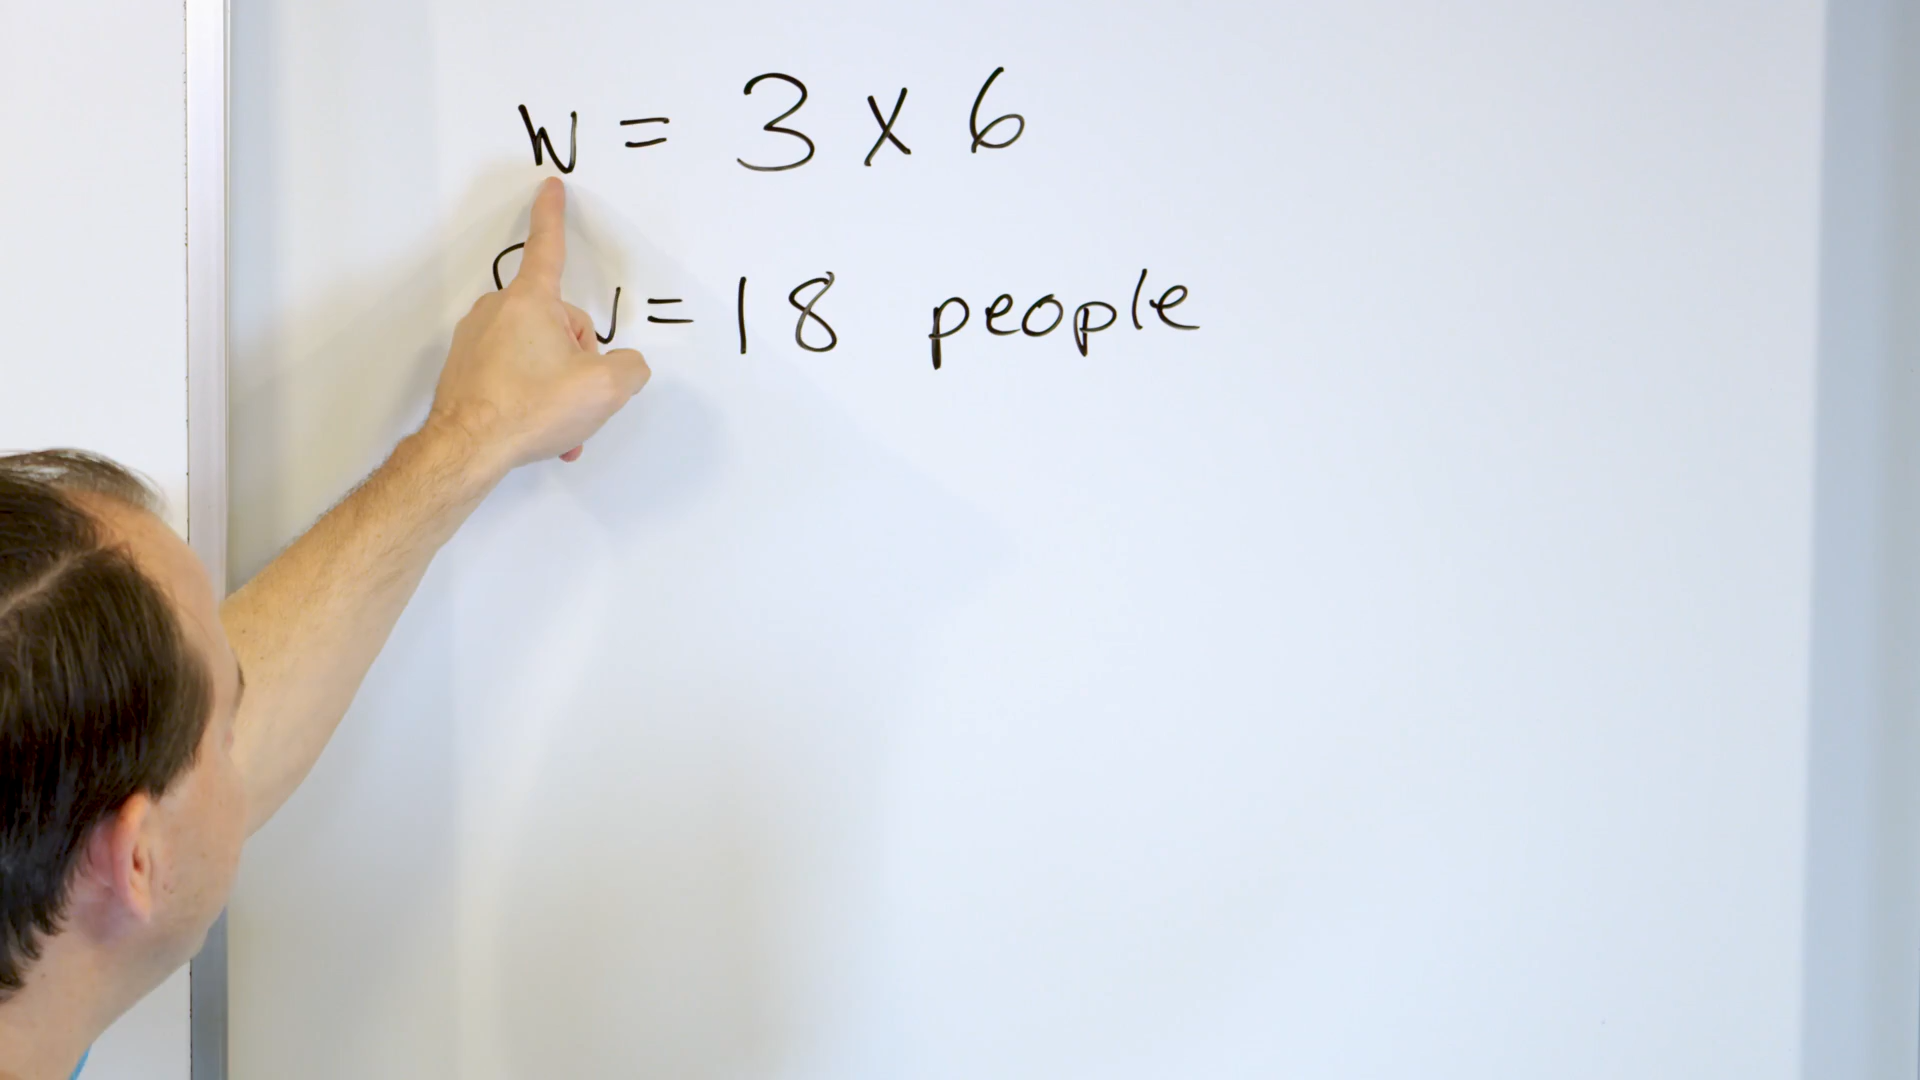 w = 3 x 6
w = 18 people